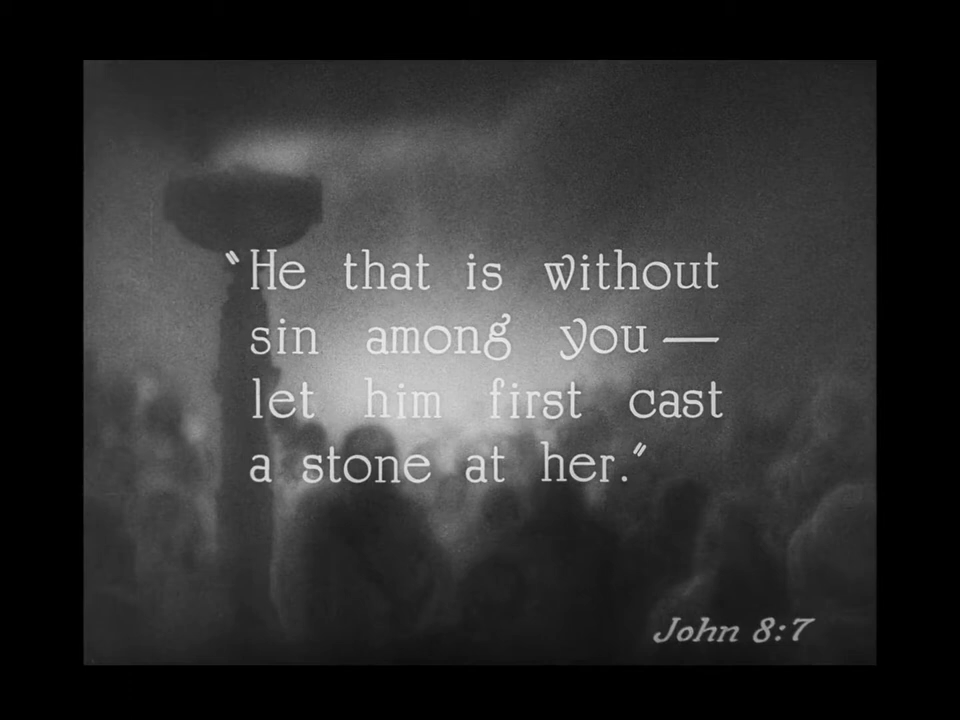 “He that is without
sin among you —
let him first cast
a stone at her.”
John 8:7